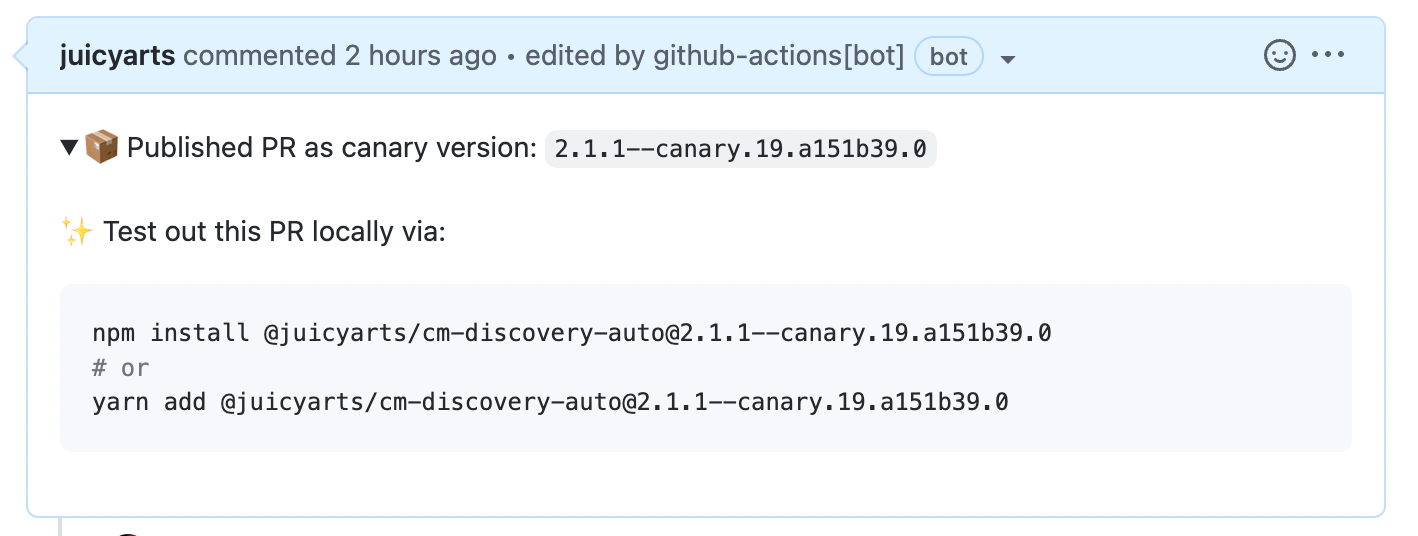 juicyarts commented 2 hours ago • edited by github-actions[bot] bot
▼📦 Published PR as canary version: 2.1.1--canary.19.a151b39.0
✨ Test out this PR locally via:
npm install @juicyarts/cm-discovery-auto@2.1.1--canary.19.a151b39.0
# or
yarn add @juicyarts/cm-discovery-auto@2.1.1--canary.19.a151b39.0